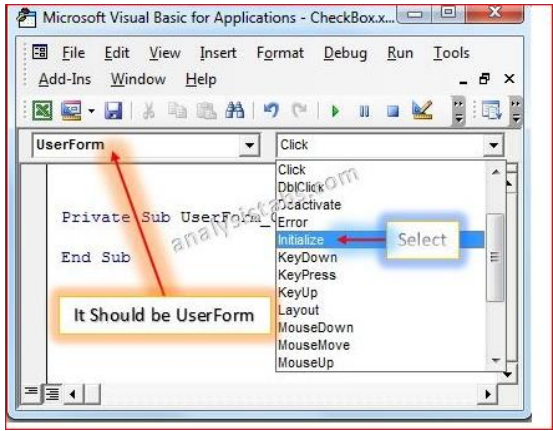 Microsoft Visual Basic for Applications - CheckBox.x...
File Edit View Insert Format Debug Run Tools
Add-Ins Window Help
UserForm
Click
Click
DblClick
Deactivate
Error
Initialize
KeyDown
KeyPress
KeyUp
Layout
MouseDown
MouseMove
MouseUp
Private Sub UserForm_
End Sub
Select
It Should be UserForm
analysistabs.com